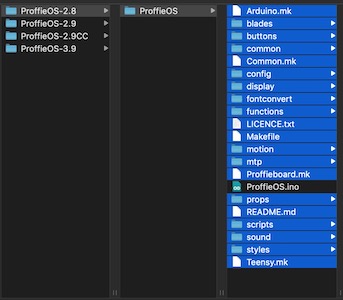 ProffieOS-2.8
ProffieOS-2.9
ProffieOS-2.9CC
ProffieOS-3.9
ProffieOS
Arduino.mk
blades
buttons
common
Common.mk
config
display
fontconvert
functions
LICENCE.txt
Makefile
motion
mtp
Proffieboard.mk
ProffieOS.ino
props
README.md
scripts
sound
styles
Teensy.mk